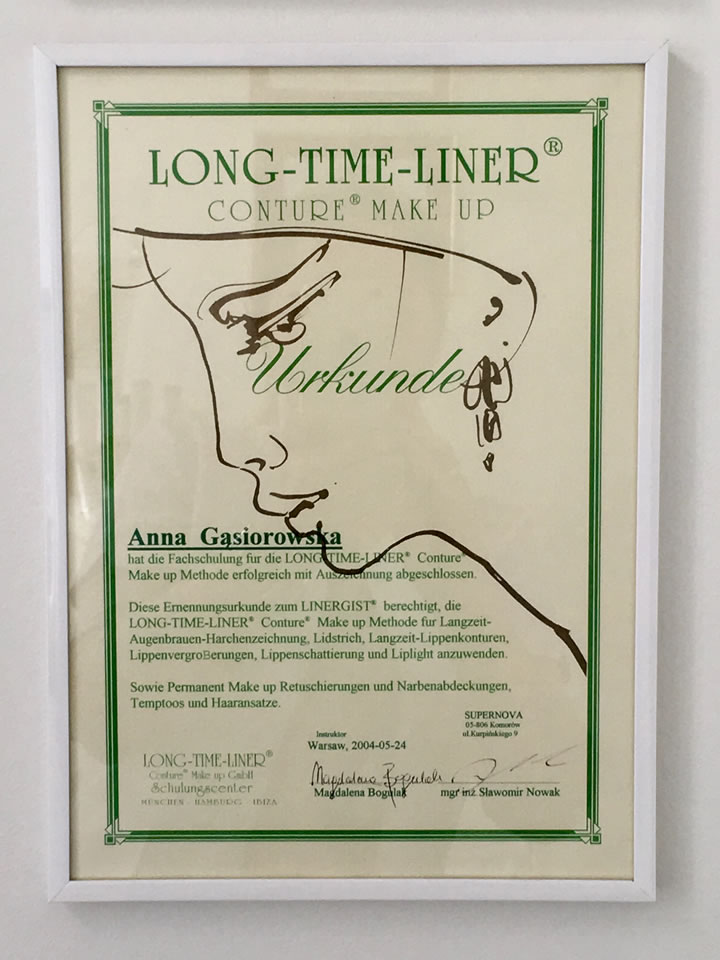 LONG-TIME-LINER®
CONTURE® MAKE UP
Urkunde
Anna Gąsiorowska
hat die Fachschulung fur die LONG-TIME-LINER® Conture®
Make up Methode erfolgreich mit Auszeichnung abgeschlossen.
Diese Ernennungsurkunde zum LINERGIST® berechtigt, die
LONG-TIME-LINER® Conture® Make up Methode fur Langzeit-
Augenbrauen-Harchenzeichnung, Lidstrich, Langzeit-Lippenkonturen,
Lippenvergroßerungen, Lippenschattierung und Liplight anzuwenden.
Sowie Permanent Make up Retuschierungen und Narbenabdeckungen,
Temptoos und Haaransatze.
SUPERNOVA
05-806 Komorów
ul.Kurpińskiego 9
Instruktor
Warsaw, 2004-05-24
LONG-TIME-LINER®
Conture® Make up GmbH
Schulungscenter
MÜNCHEN - HAMBURG - IBIZA
Magdalena Bogulak
Magdalena Bogulak mgr inż Sławomir Nowak